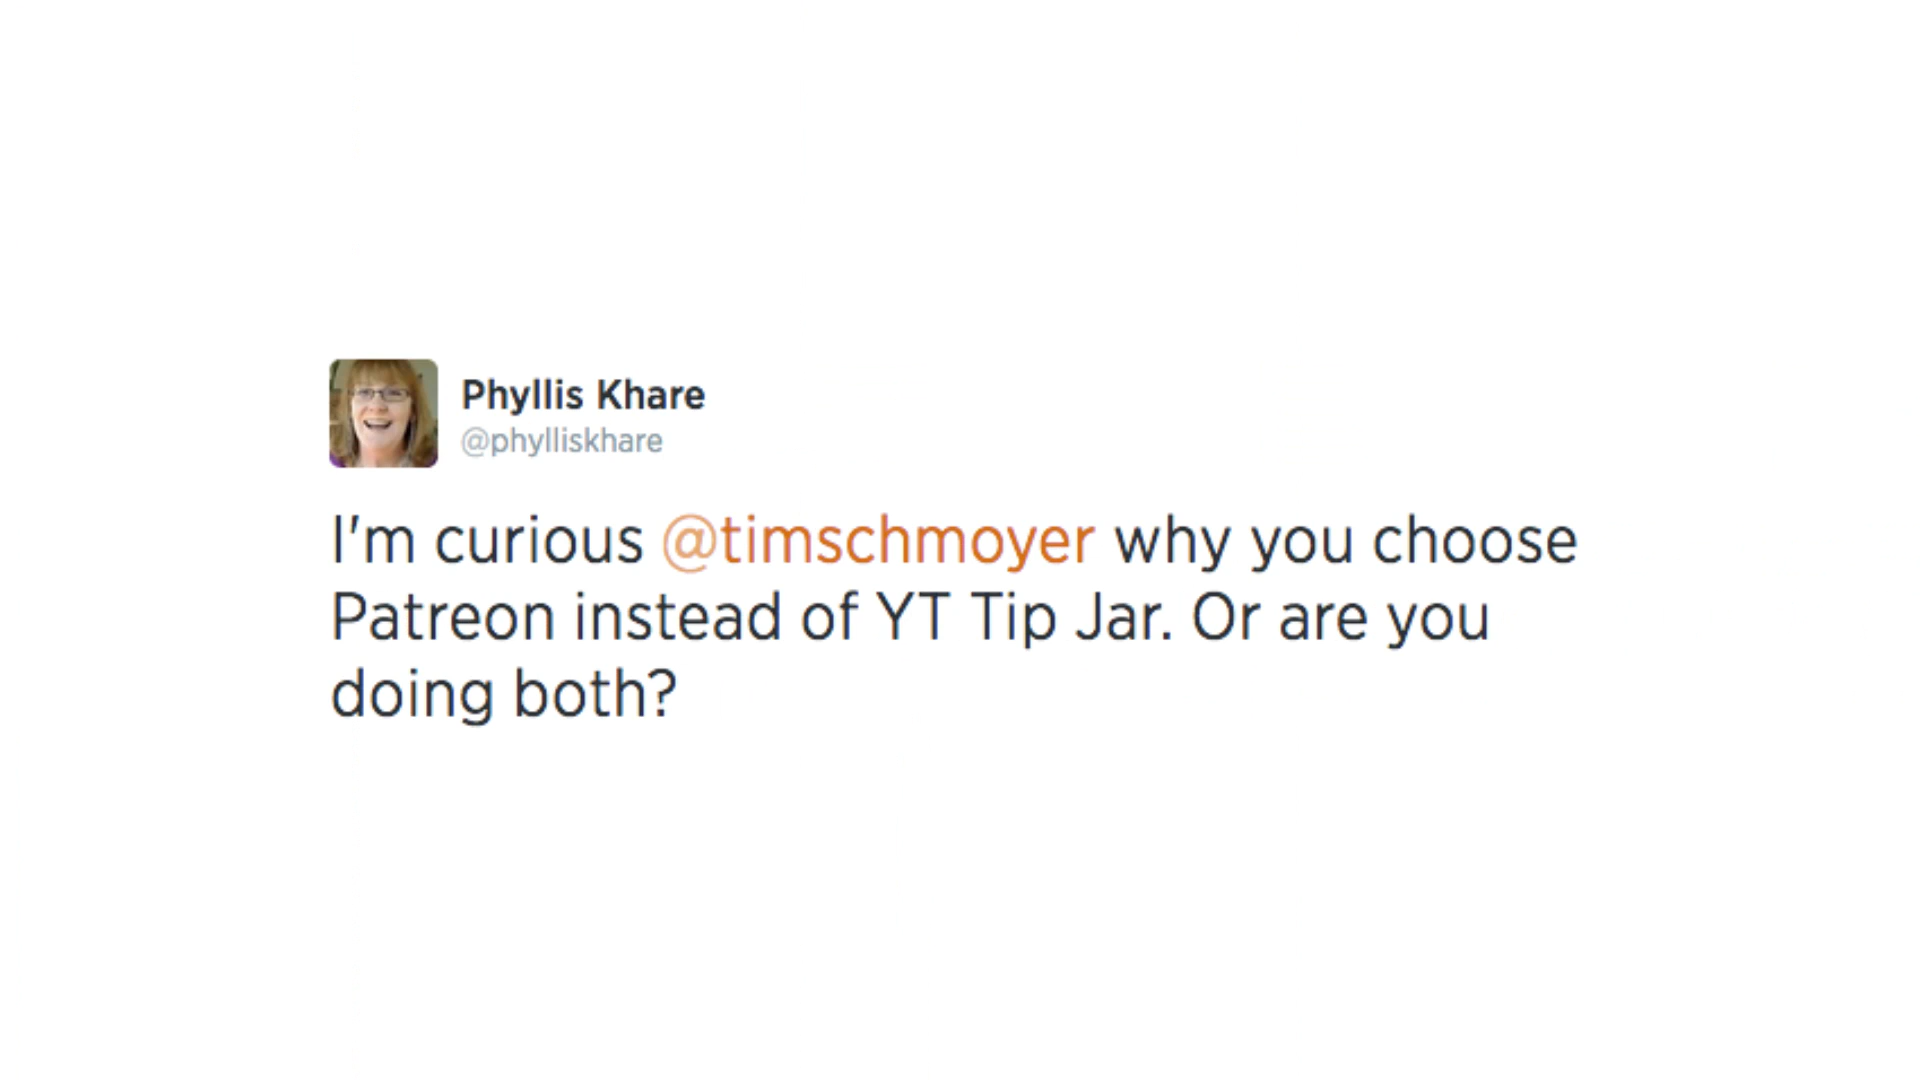 Phyllis Khare
@phylliskhare
I'm curious @timschmoyer why you choose
Patreon instead of YT Tip Jar. Or are you
doing both?